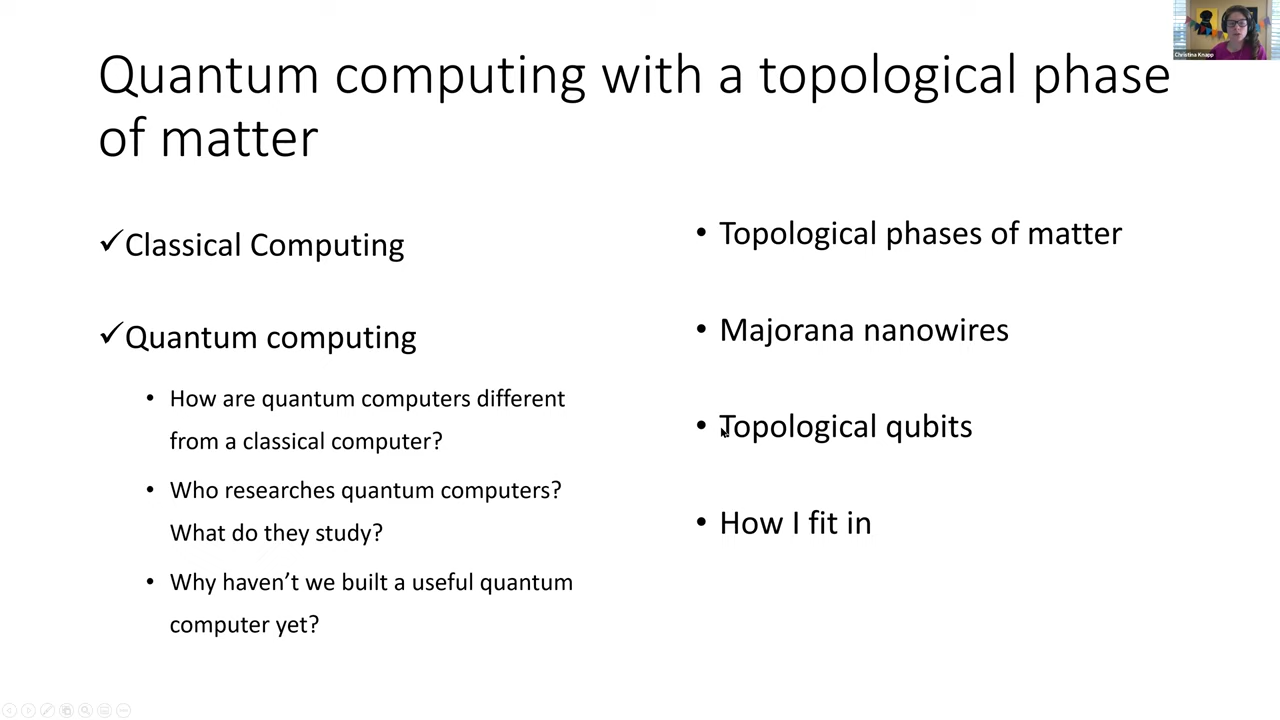 Quantum computing with a topological phase
of matter
✓Classical Computing
✓Quantum computing
• How are quantum computers different
from a classical computer?
• Who researches quantum computers?
What do they study?
• Why haven’t we built a useful quantum
computer yet?
• Topological phases of matter
• Majorana nanowires
• Topological qubits
• How I fit in
Christina Knapp